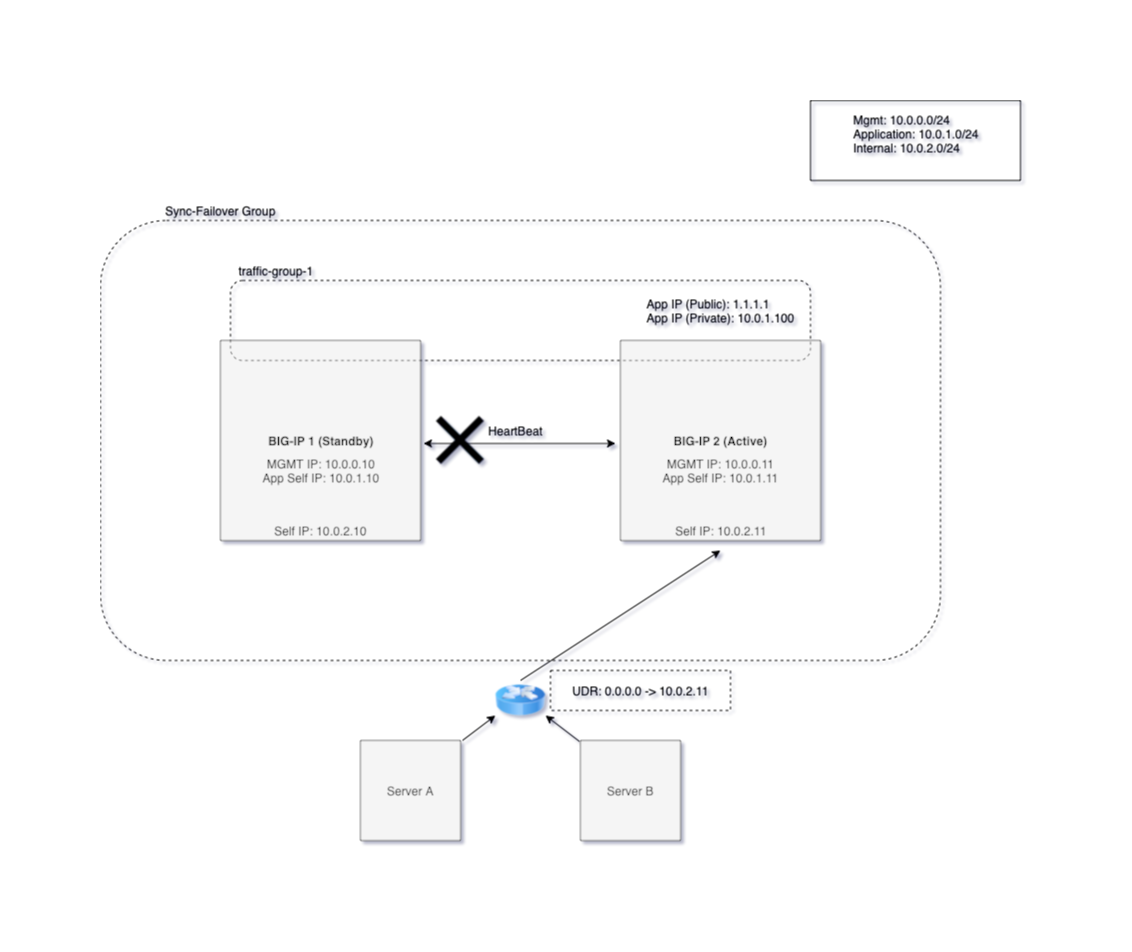 Mgmt: 10.0.0.0/24
Application: 10.0.1.0/24
Internal: 10.0.2.0/24
Sync-Failover Group
traffic-group-1
App IP (Public): 1.1.1.1
App IP (Private): 10.0.1.100
HeartBeat
BIG-IP 1 (Standby)
MGMT IP: 10.0.0.10
App Self IP: 10.0.1.10
Self IP: 10.0.2.10
BIG-IP 2 (Active)
MGMT IP: 10.0.0.11
App Self IP: 10.0.1.11
Self IP: 10.0.2.11
UDR: 0.0.0.0 -> 10.0.2.11
Server A
Server B